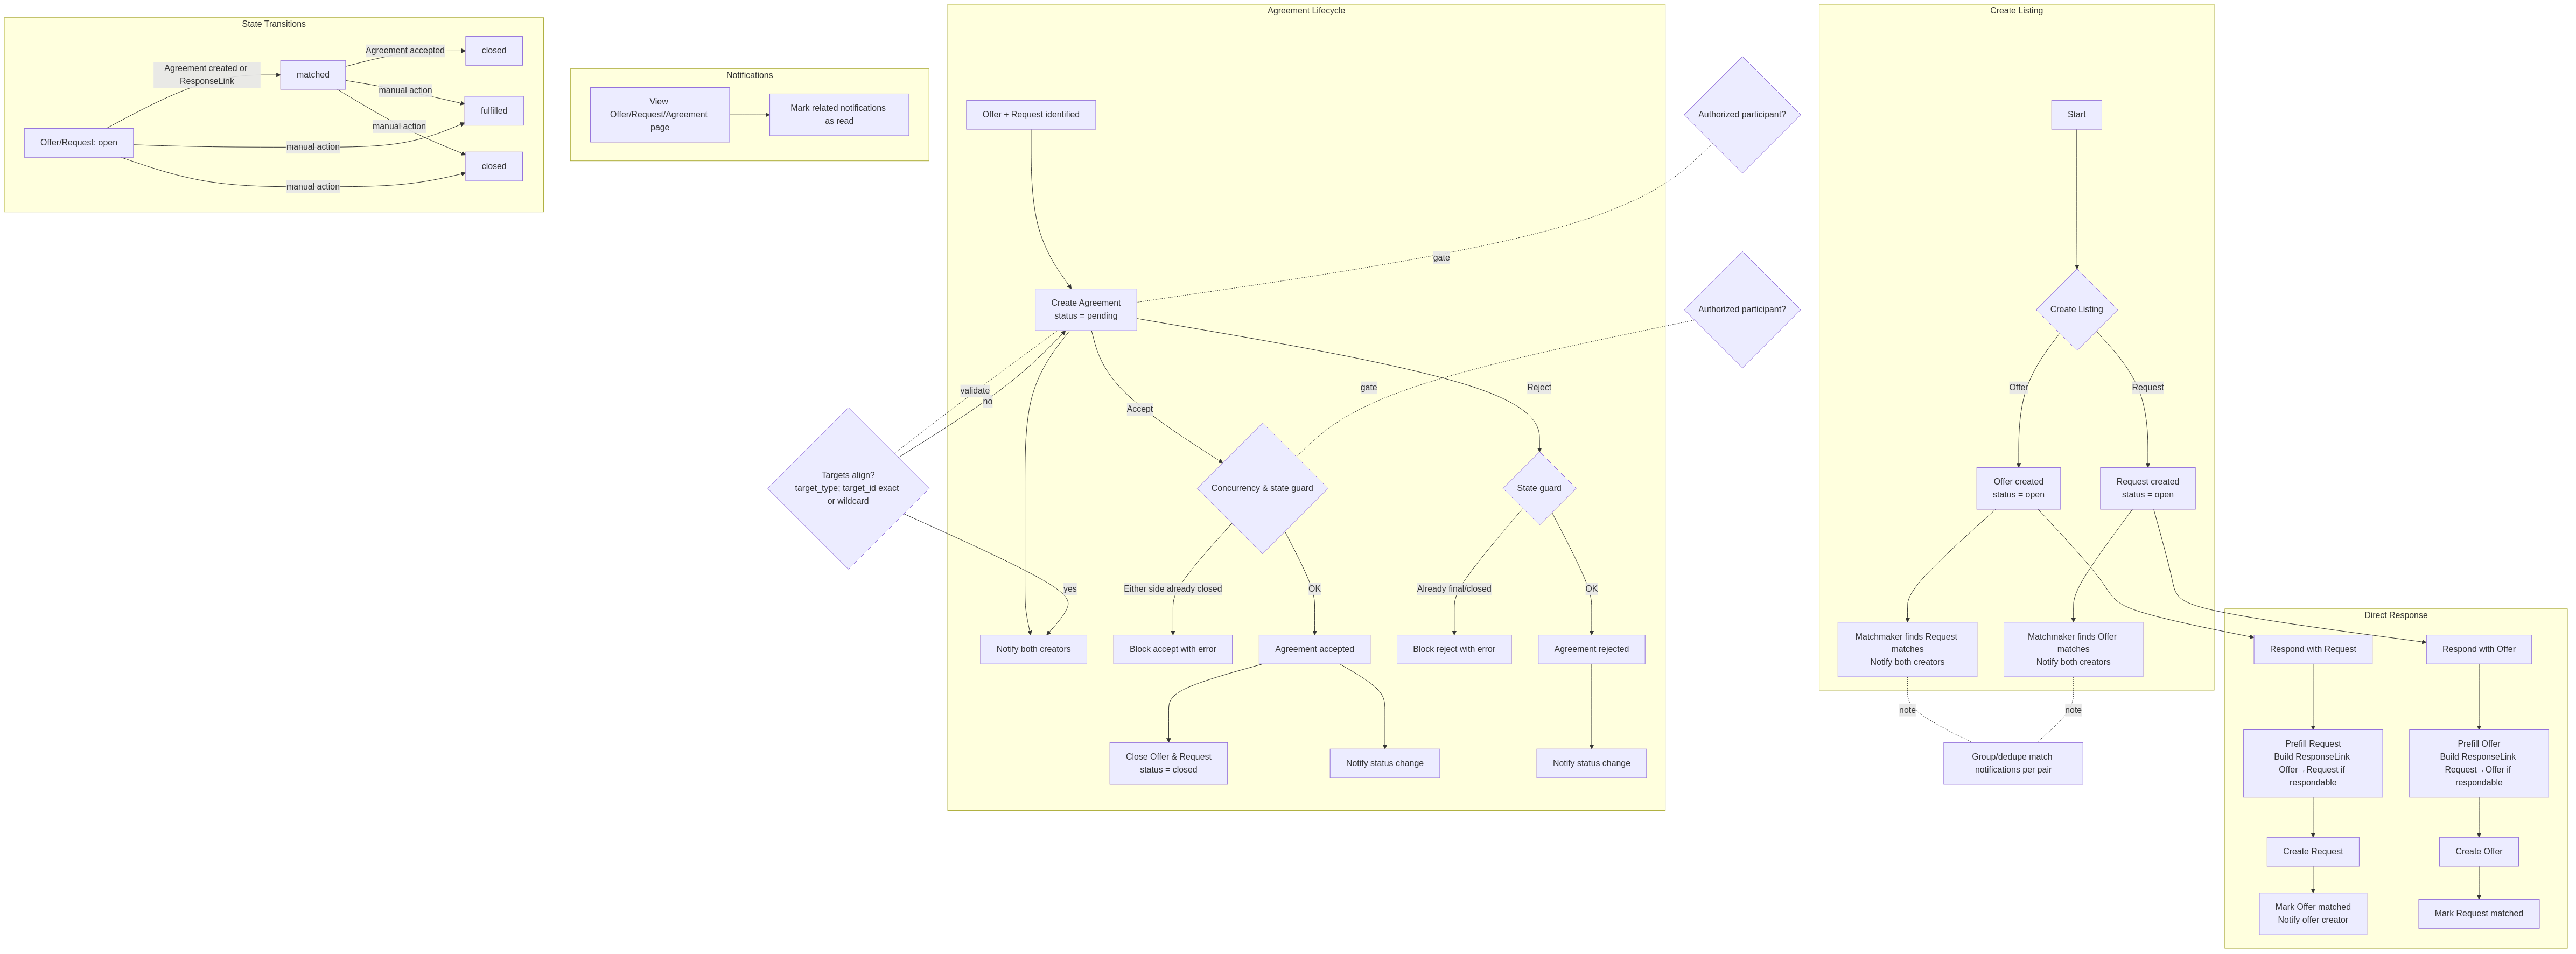 State Transitions
Agreement accepted
closed
Agreement created or
ResponseLink
matched
manual action
fulfilled
manual action
Offer/Request: open
manual action
closed
manual action
Notifications
View
Offer/Request/Agreement
page
Mark related notifications
as read
Agreement Lifecycle
Offer + Request identified
Authorized participant?
gate
Create Agreement
status = pending
Authorized participant?
validate
no
Accept
gate
Reject
Targets align?
target_type; target_id exact
or wildcard
Concurrency & state guard
State guard
yes
Either side already closed
OK
Already final/closed
OK
Notify both creators
Block accept with error
Agreement accepted
Block reject with error
Agreement rejected
Close Offer & Request
status = closed
Notify status change
Notify status change
Create Listing
Start
Create Listing
Offer
Request
Offer created
status = open
Request created
status = open
Matchmaker finds Request
matches
Notify both creators
Matchmaker finds Offer
matches
Notify both creators
note
note
Group/dedupe match
notifications per pair
Direct Response
Respond with Request
Respond with Offer
Prefill Request
Build ResponseLink
Offer→Request if
respondable
Prefill Offer
Build ResponseLink
Request→Offer if
respondable
Create Request
Create Offer
Mark Offer matched
Notify offer creator
Mark Request matched